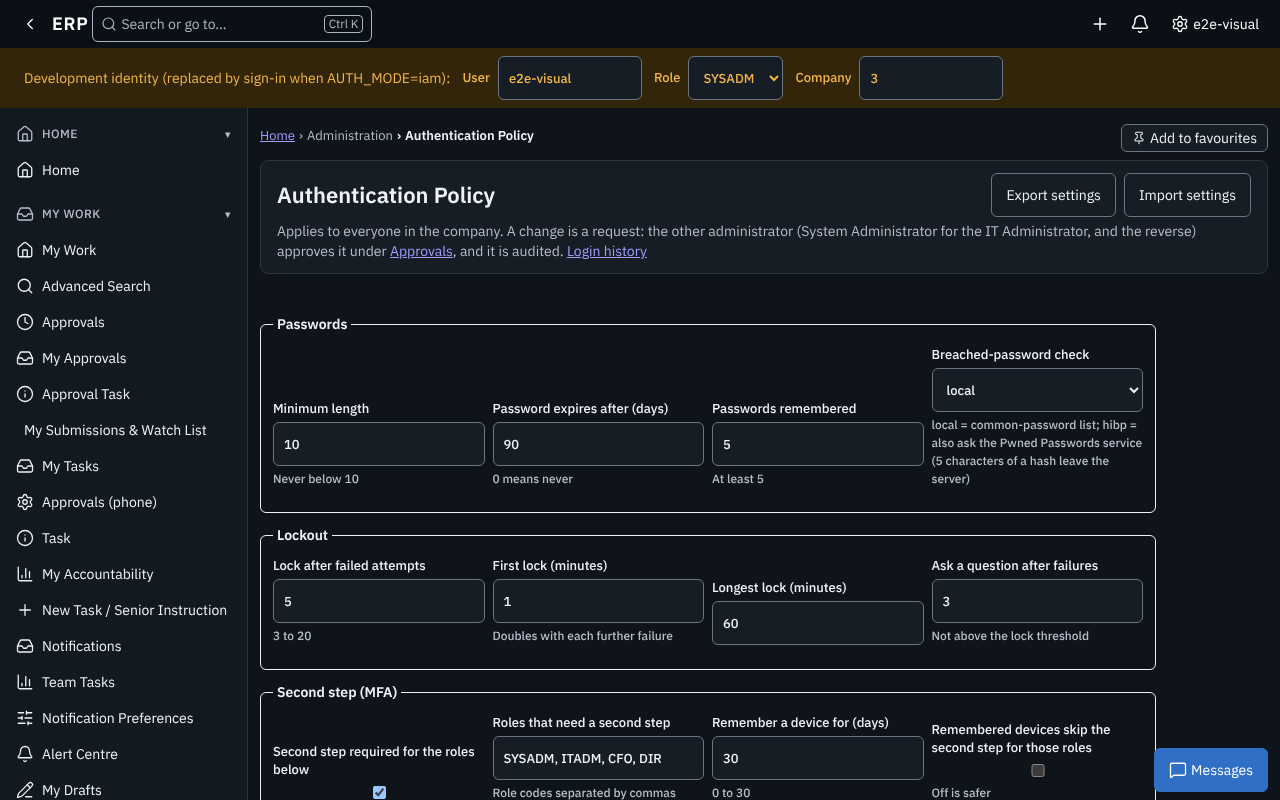 ERP
Search or go to...
Ctrl K
e2e-visual
Development identity (replaced by sign-in when AUTH_MODE=iam):
User
e2e-visual
Role
SYSADM
Company
3
HOME
Home
MY WORK
My Work
Advanced Search
Approvals
My Approvals
Approval Task
My Submissions & Watch List
My Tasks
Approvals (phone)
Task
My Accountability
New Task / Senior Instruction
Notifications
Team Tasks
Notification Preferences
Alert Centre
My Drafts
Home › Administration › Authentication Policy
Add to favourites
Authentication Policy
Export settings
Import settings
Applies to everyone in the company. A change is a request: the other administrator (System Administrator for the IT Administrator, and the reverse)
approves it under Approvals, and it is audited. Login history
Passwords
Minimum length
10
Never below 10
Password expires after (days)
90
0 means never
Passwords remembered
5
At least 5
Breached-password check
local
local = common-password list; hibp =
also ask the Pwned Passwords service
(5 characters of a hash leave the
server)
Lockout
Lock after failed attempts
5
3 to 20
First lock (minutes)
1
Doubles with each further failure
Longest lock (minutes)
60
Ask a question after failures
3
Not above the lock threshold
Second step (MFA)
Second step required for the roles
below
Roles that need a second step
SYSADM, ITADM, CFO, DIR
Role codes separated by commas
Remember a device for (days)
30
0 to 30
Remembered devices skip the
second step for those roles
Off is safer
Messages